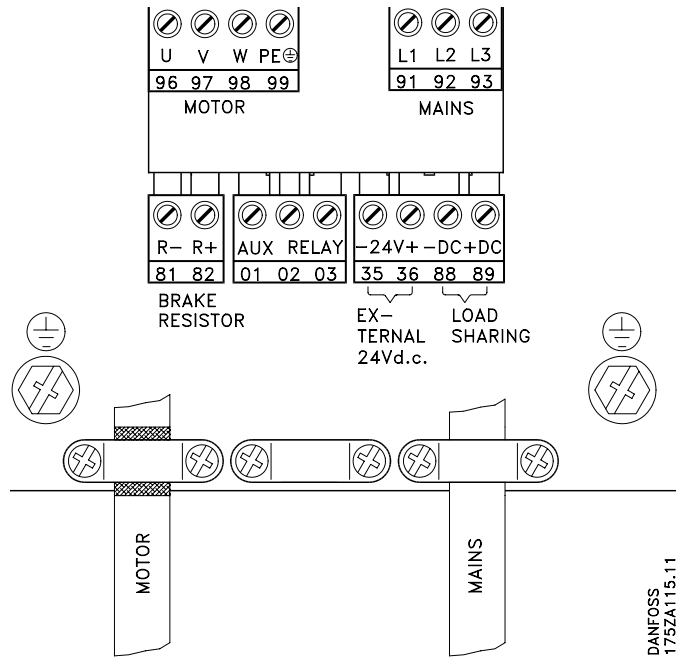 U V W PE
96 97 98 99
MOTOR
L1 L2 L3
91 92 93
MAINS
R- R+
81 82
BRAKE
RESISTOR
AUX RELAY
01 02 03
-24V+ -DC+DC
35 36 88 89
EX-
TERNAL
24Vd.c.
LOAD
SHARING
MOTOR
MAINS
DANFOSS
175ZA115.11